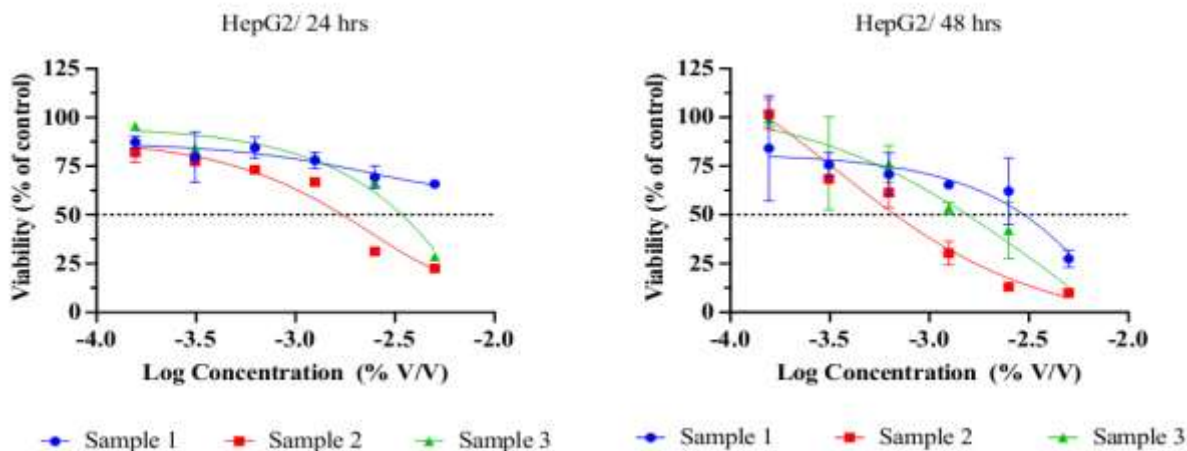 HepG2/ 24 hrs
Viability (% of control)
125
100
75
50
25
0
-4.0 -3.5 -3.0 -2.5 -2.0
Log Concentration (% V/V)
Sample 1 Sample 2 Sample 3
HepG2/ 48 hrs
Viability (% of control)
125
100
75
50
25
0
-4.0 -3.5 -3.0 -2.5 -2.0
Log Concentration (% V/V)
Sample 1 Sample 2 Sample 3